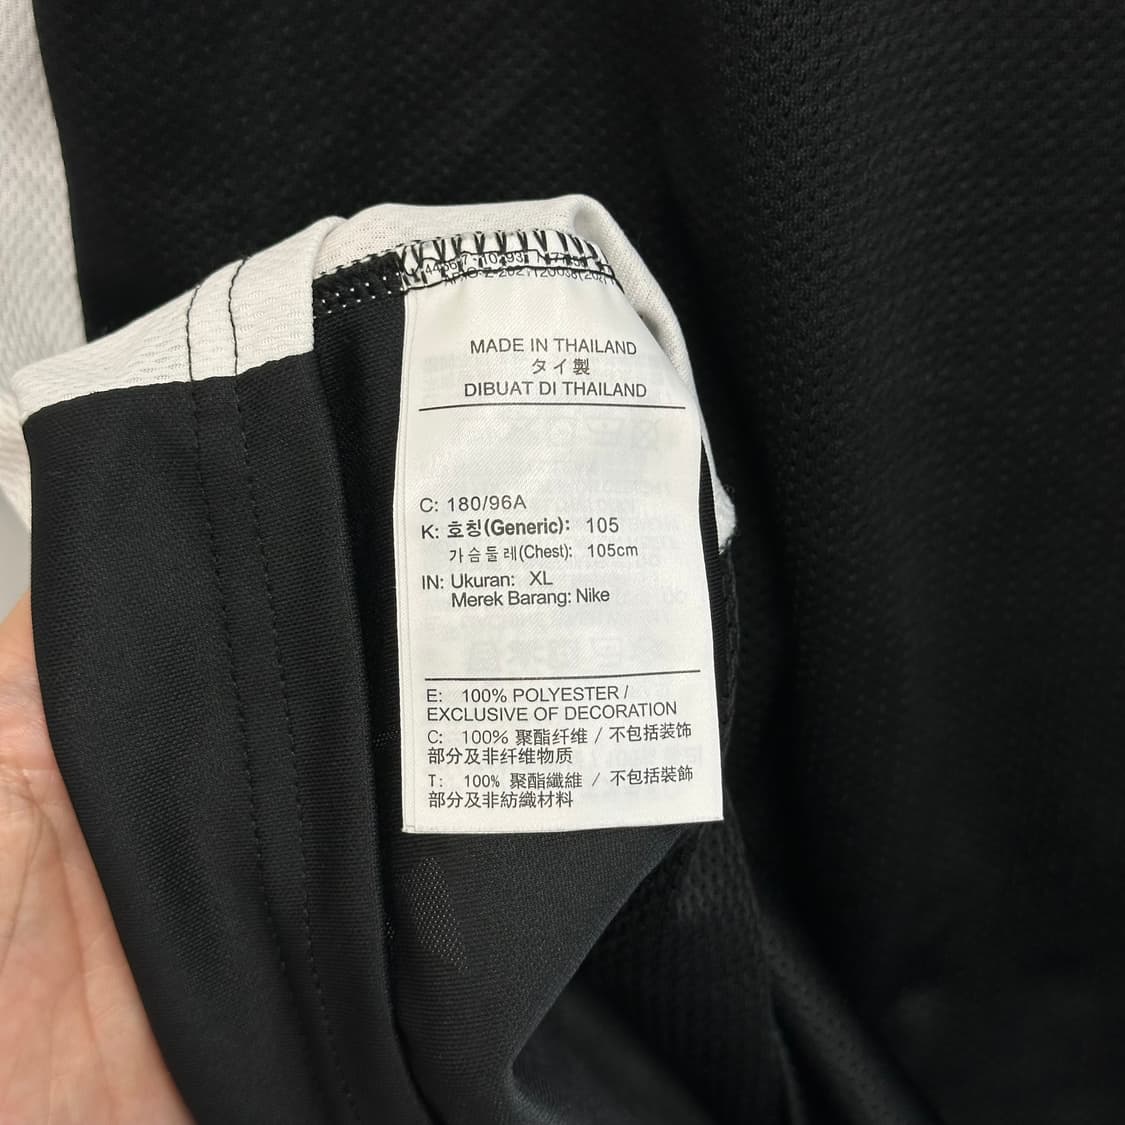 MADE IN THAILAND
タイ製
DIBUAT DI THAILAND
C: 180/96A
K: 호칭(Generic): 105
가슴둘레(Chest): 105cm
IN: Ukuran: XL
Merek Barang: Nike
E: 100% POLYESTER /
EXCLUSIVE OF DECORATION
C: 100% 聚酯纤维 / 不包括装饰
部分及非纤维物质
T: 100% 聚酯纖維 / 不包括裝飾
部分及非紡織材料